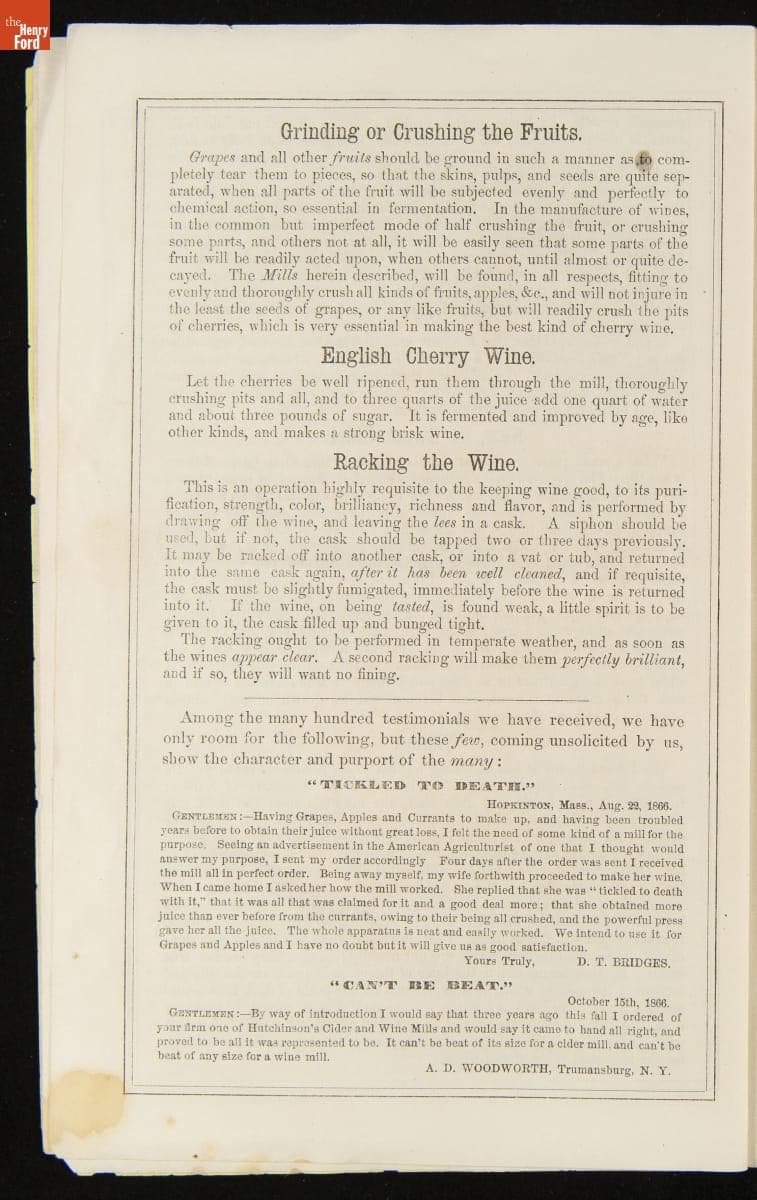 the
Henry
Ford
Grinding or Crushing the Fruits.
Grapes and all other fruits should be ground in such a manner as to com-
pletely tear them to pieces, so that the skins, pulps, and seeds are quite sep-
arated, when all parts of the fruit will be subjected evenly and perfectly to
chemical action, so essential in fermentation. In the manufacture of wines,
in the common but imperfect mode of half crushing the fruit, or crushing
some parts, and others not at all, it will be easily seen that some parts of the
fruit will be readily acted upon, when others cannot, until almost or quite de-
cayed. The Mills herein described, will be found, in all respects, fitting to
evenly and thoroughly crush all kinds of fruits, apples, &c., and will not injure in
the least the seeds of grapes, or any like fruits, but will readily crush the pits
of cherries, which is very essential in making the best kind of cherry wine.
English Cherry Wine.
Let the cherries be well ripened, run them through the mill, thoroughly
crushing pits and all, and to three quarts of the juice add one quart of water
and about three pounds of sugar. It is fermented and improved by age, like
other kinds, and makes a strong brisk wine.
Racking the Wine.
This is an operation highly requisite to the keeping wine good, to its puri-
fication, strength, color, brilliancy, richness and flavor, and is performed by
drawing off the wine, and leaving the lees in a cask. A siphon should be
used, but if not, the cask should be tapped two or three days previously.
It may be racked off into another cask, or into a vat or tub, and returned
into the same cask again, after it has been well cleaned, and if requisite,
the cask must be slightly fumigated, immediately before the wine is returned
into it. If the wine, on being tasted, is found weak, a little spirit is to be
given to it, the cask filled up and bunged tight.
The racking ought to be performed in temperate weather, and as soon as
the wines appear clear. A second racking will make them perfectly brilliant,
and if so, they will want no fining.
Among the many hundred testimonials we have received, we have
only room for the following, but these few, coming unsolicited by us,
show the character and purport of the many:
"TICKLED TO DEATH."
HOPKINTON, Mass., Aug. 22, 1866.
GENTLEMEN:—Having Grapes, Apples and Currants to make up, and having been troubled
years before to obtain their juice without great loss, I felt the need of some kind of a mill for the
purpose. Seeing an advertisement in the American Agriculturist of one that I thought would
answer my purpose, I sent my order accordingly Four days after the order was sent I received
the mill all in perfect order. Being away myself, my wife forthwith proceeded to make her wine.
When I came home I asked her how the mill worked. She replied that she was "tickled to death
with it," that it was all that was claimed for it and a good deal more; that she obtained more
juice than ever before from the currants, owing to their being all crushed, and the powerful press
gave her all the juice. The whole apparatus is neat and easily worked. We intend to use it for
Grapes and Apples and I have no doubt but it will give us as good satisfaction.
Yours Truly, D. T. BRIDGES.
"CAN'T BE BEAT."
October 15th, 1866.
GENTLEMEN:—By way of introduction I would say that three years ago this fall I ordered of
your firm one of Hutchinson's Cider and Wine Mills and would say it came to hand all right, and
proved to be all it was represented to be. It can't be beat of its size for a cider mill, and can't be
beat of any size for a wine mill.
A. D. WOODWORTH, Trumansburg, N. Y.